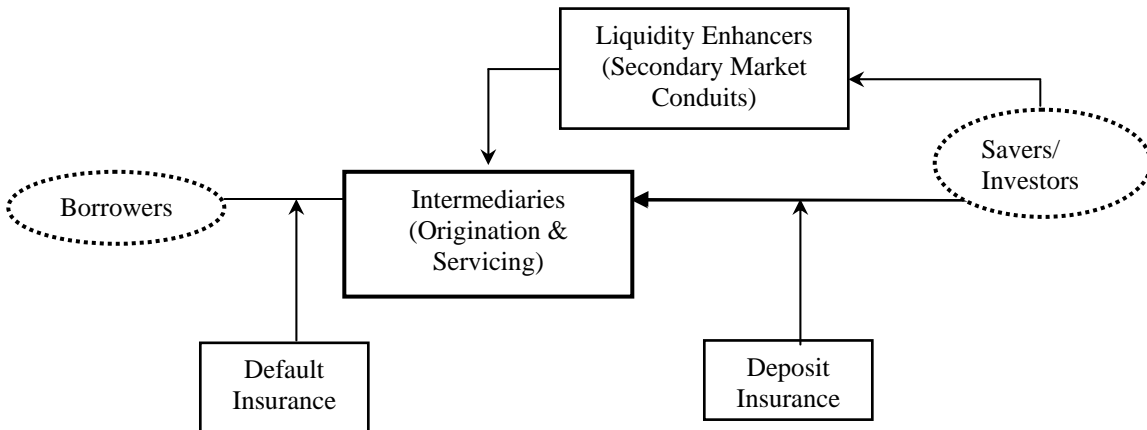 Liquidity Enhancers
(Secondary Market
Conduits)
Savers/
Investors
Borrowers
Intermediaries
(Origination &
Servicing)
Default
Insurance
Deposit
Insurance